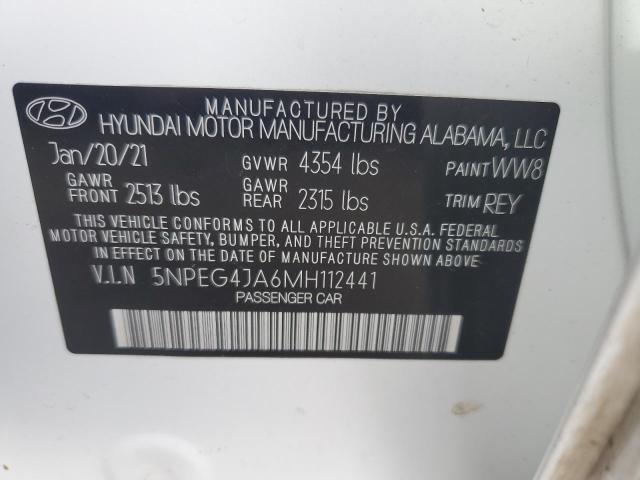 MANUFACTURED BY
HYUNDAI MOTOR MANUFACTURING ALABAMA, LLC
Jan/20/21 GVWR 4354 lbs PAINT WW8
GAWR FRONT 2513 lbs GAWR REAR 2315 lbs TRIM REY
THIS VEHICLE CONFORMS TO ALL APPLICABLE U.S.A. FEDERAL
MOTOR VEHICLE SAFETY, BUMPER, AND THEFT PREVENTION STANDARDS
IN EFFECT ON THE DATE OF MANUFACTURE SHOWN ABOVE.
V.I.N 5NPEG4JA6MH112441
PASSENGER CAR